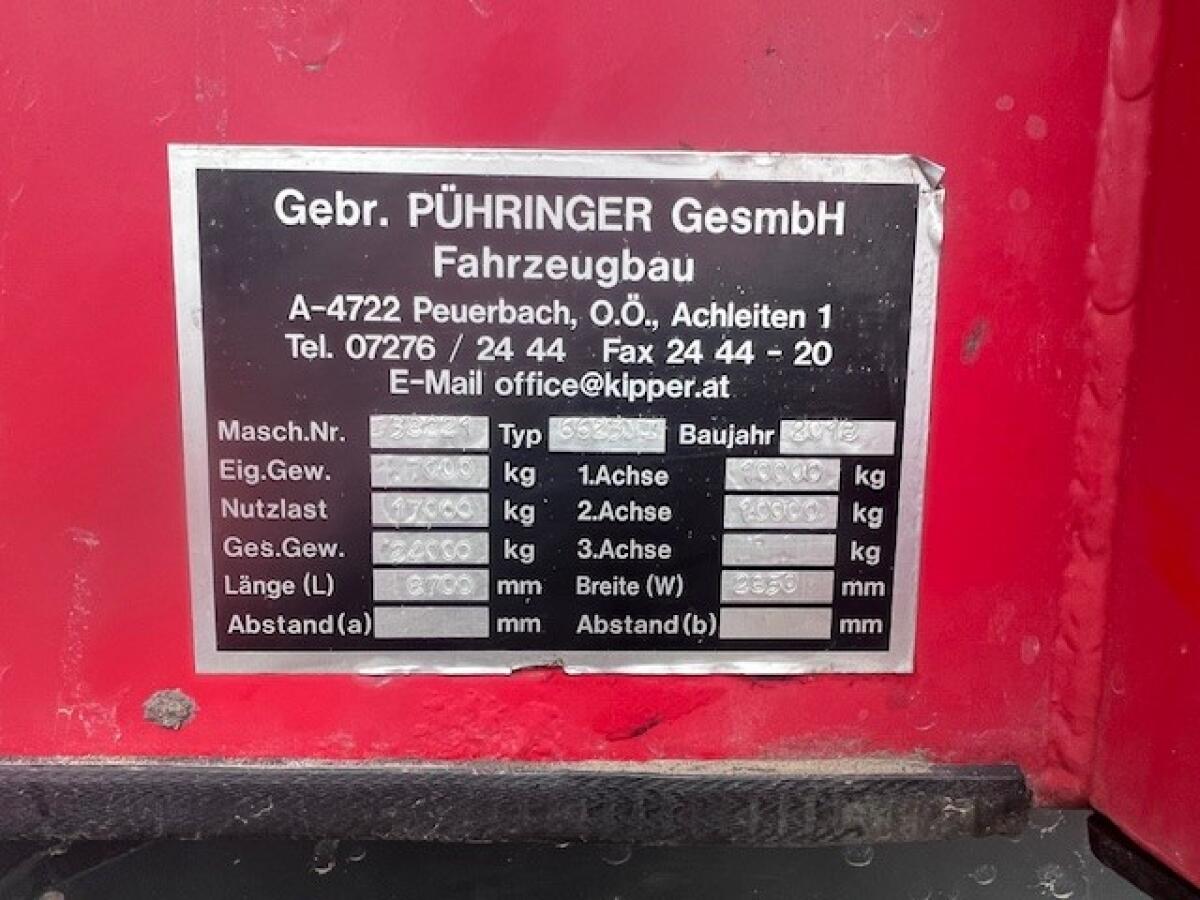 Gebr. PÜHRINGER GesmbH
Fahrzeugbau
A-4722 Peuerbach, O.Ö., Achleiten 1
Tel. 07276 / 24 44 Fax 24 44 - 20
E-Mail office@kipper.at
Masch.Nr. Typ Baujahr
Eig.Gew. kg 1.Achse 10000 kg
Nutzlast 17000 kg 2.Achse 10000 kg
Ges.Gew. kg 3.Achse kg
Länge (L) mm Breite (W) mm
Abstand (a) mm Abstand (b) mm